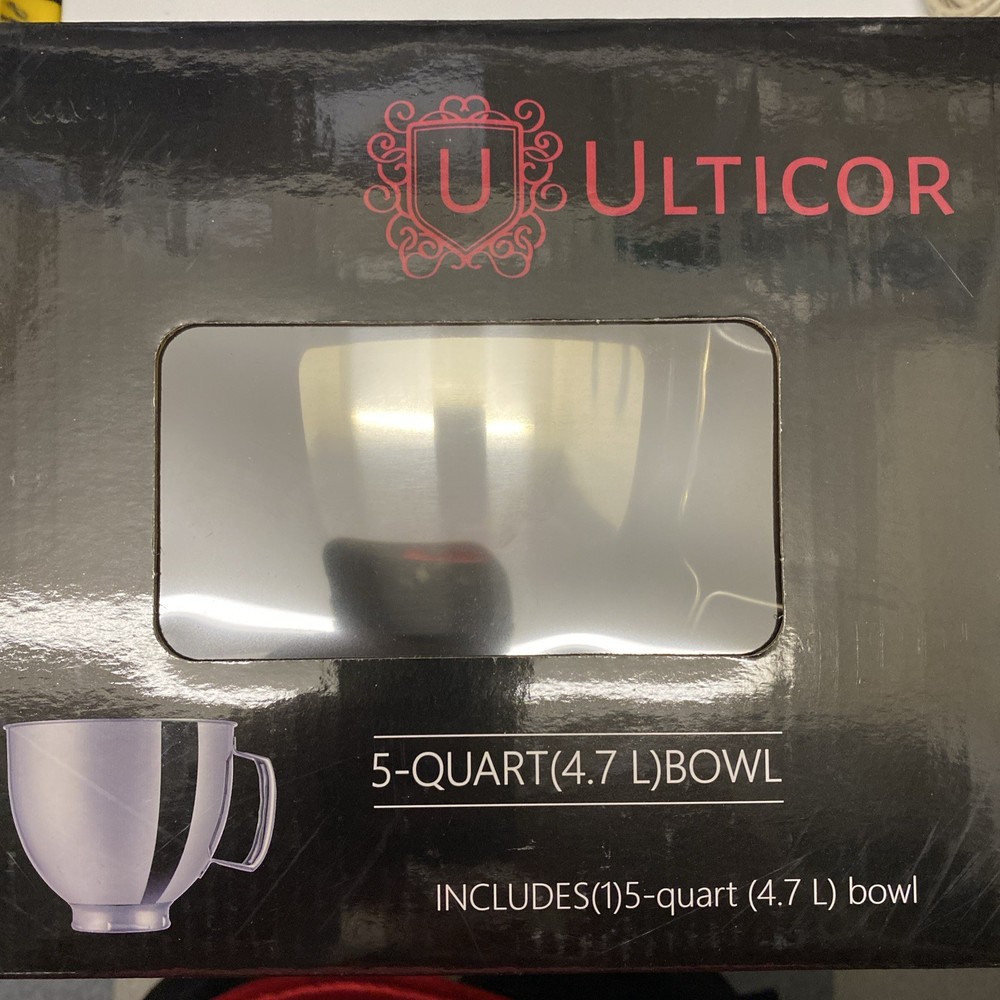 U ULTICOR
5-QUART(4.7 L)BOWL
INCLUDES(1)5-quart (4.7 L) bowl